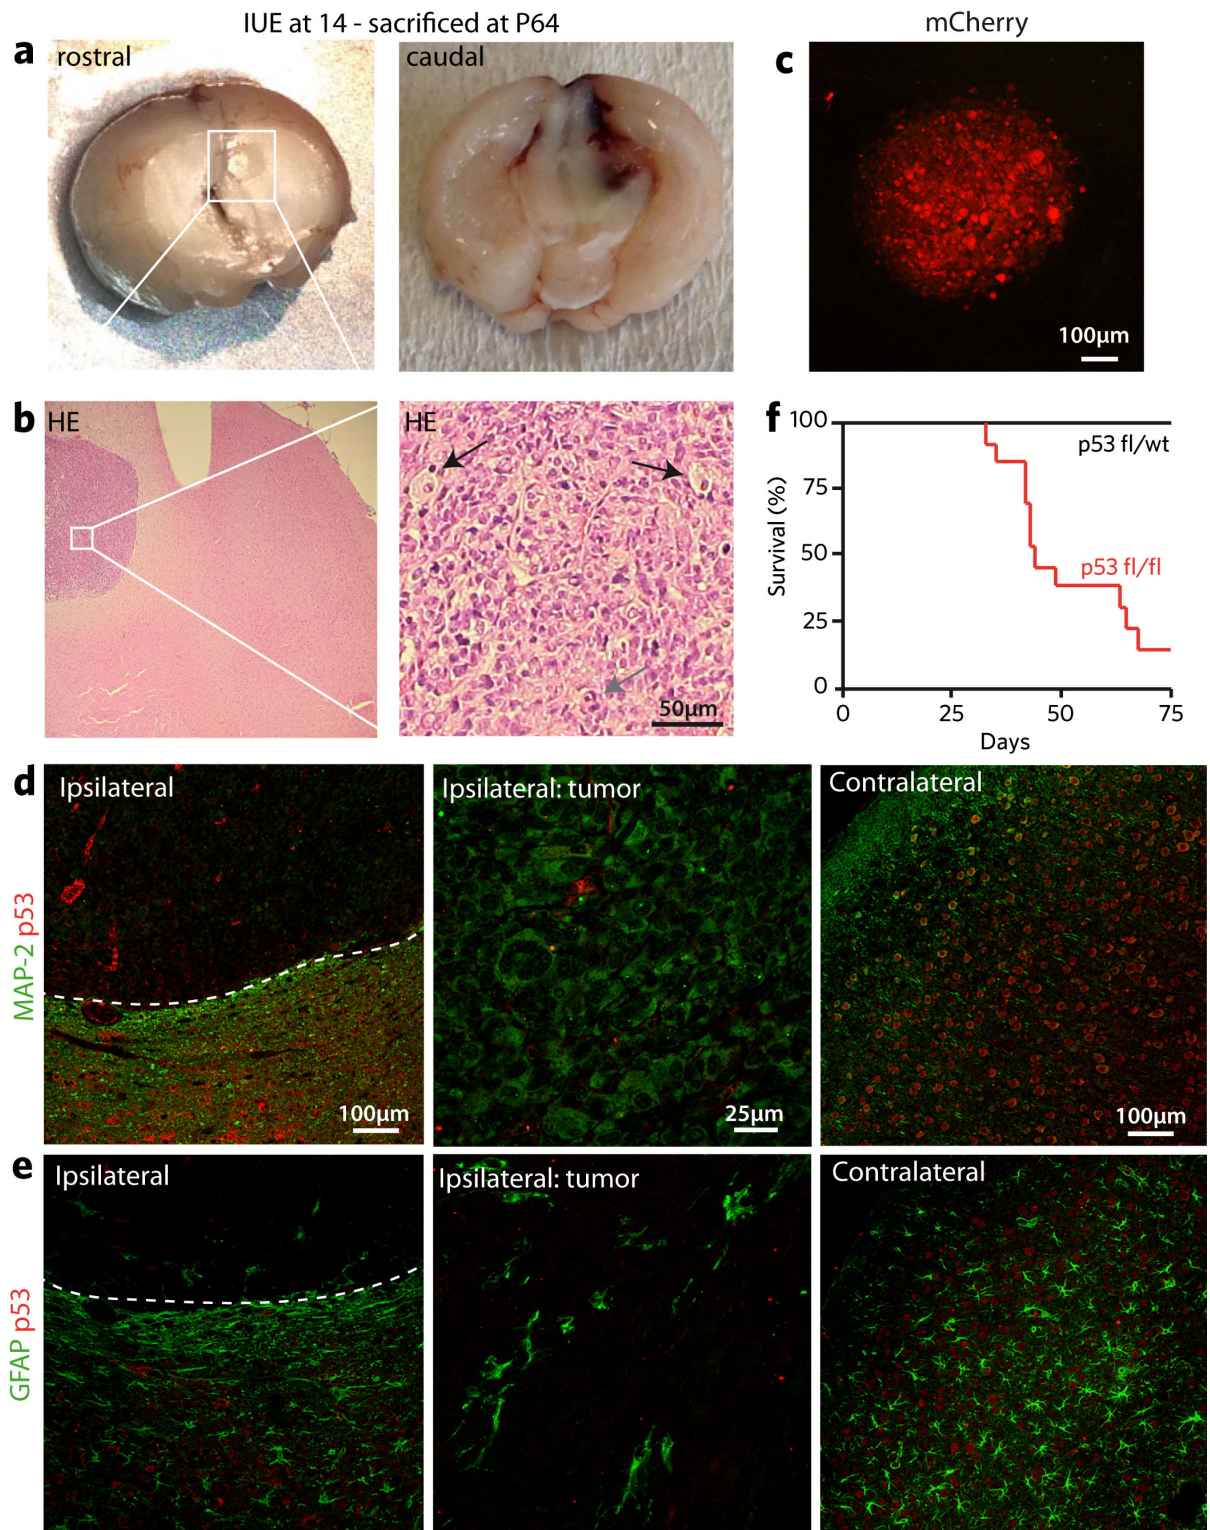 IUE at 14 - sacrificed at P64
mCherry
a
rostral
caudal
c
100µm
b
HE
HE
50µm
f
100
75
50
25
0
Survival (%)
p53 fl/wt
p53 fl/fl
0
25
50
75
Days
d
MAP-2 p53
Ipsilateral
100µm
Ipsilateral: tumor
25µm
Contralateral
100µm
e
GFAP p53
Ipsilateral
Ipsilateral: tumor
Contralateral